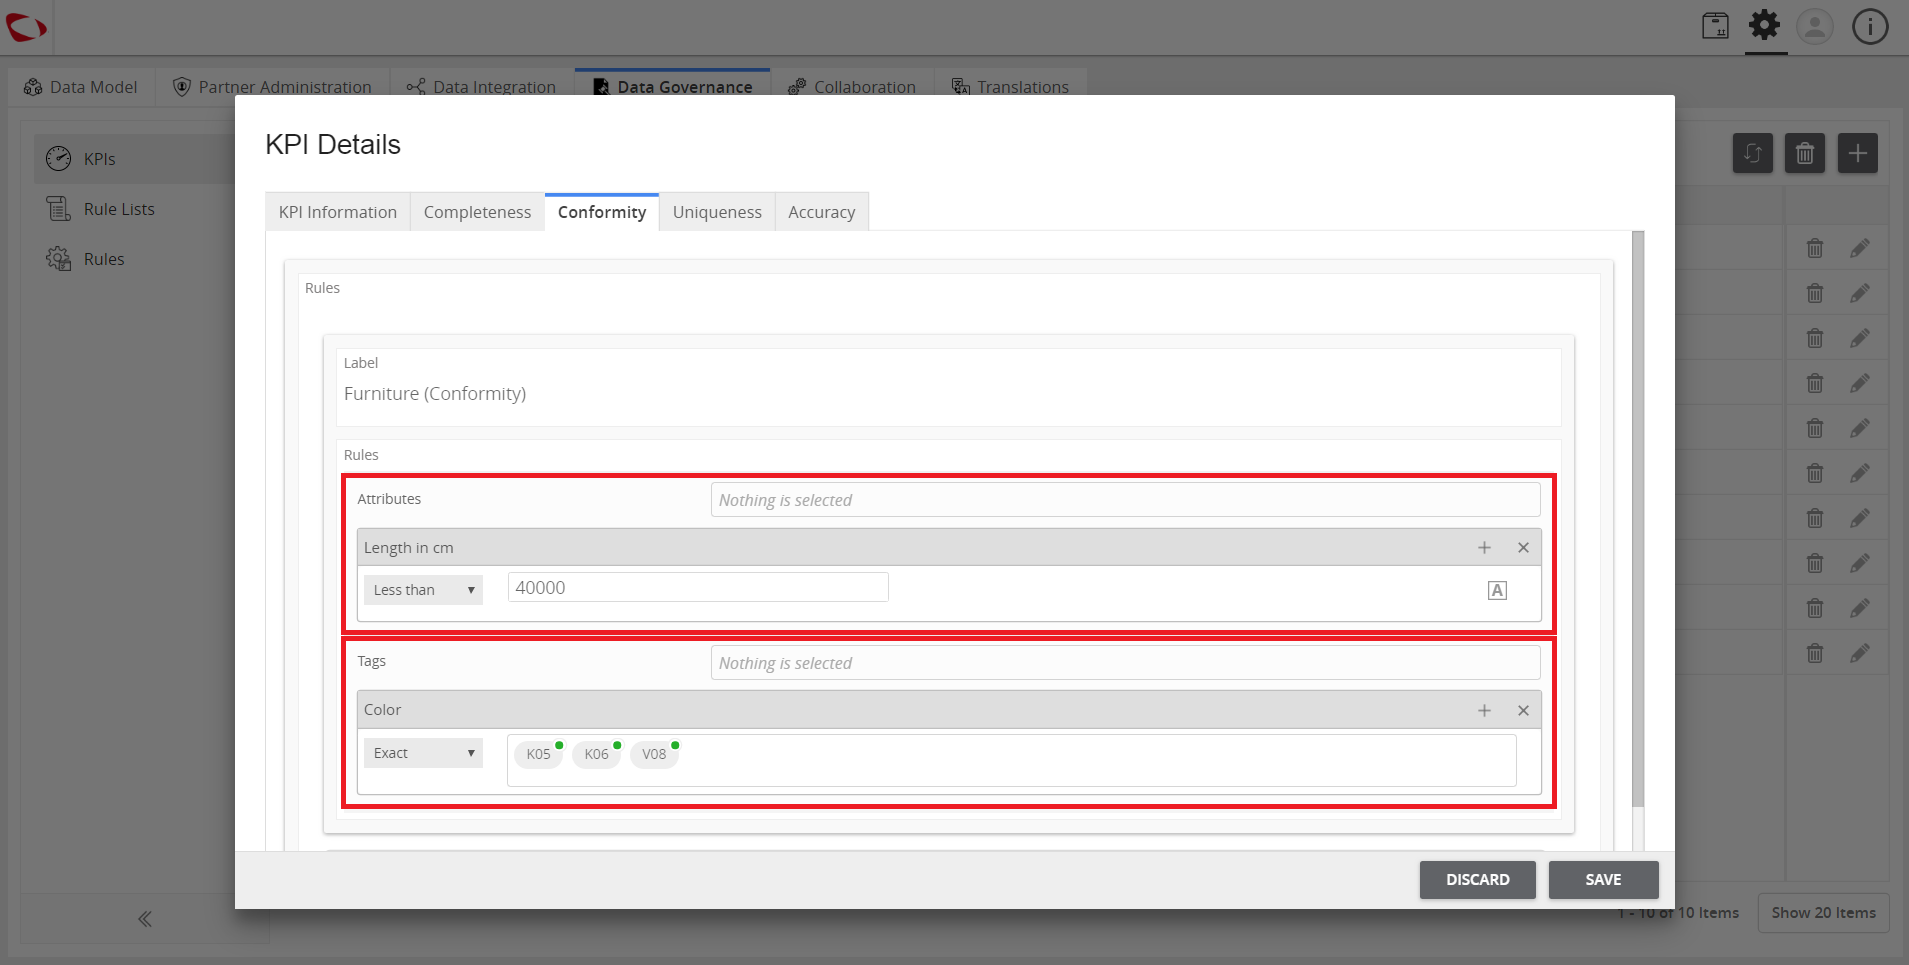 Data Model
Partner Administration
Data Integration
Data Governance
Collaboration
Translations
KPIs
Rule Lists
Rules
KPI Details
KPI Information
Completeness
Conformity
Uniqueness
Accuracy
Rules
Label
Furniture (Conformity)
Rules
Attributes
Nothing is selected
Length in cm
Less than
40000
A
Tags
Nothing is selected
Color
Exact
K05
K06
V08
DISCARD
SAVE
1 - 10 of 10 Items
Show 20 Items